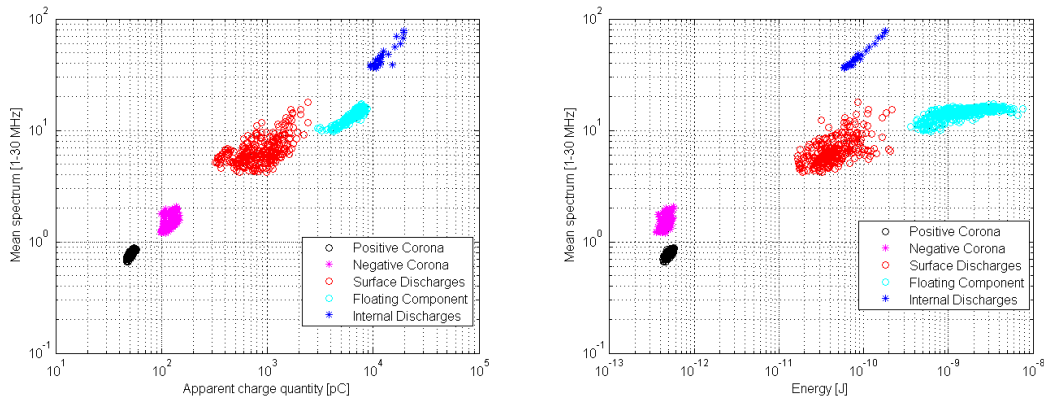 10^2
10^1
10^0
10^-1
Mean spectrum [1-30 MHz]
Positive Corona
Negative Corona
Surface Discharges
Floating Component
Internal Discharges
10^1
10^2
10^3
10^4
10^5
Apparent charge quantity [pC]
10^2
10^1
10^0
10^-1
Mean spectrum [1-30 MHz]
Positive Corona
Negative Corona
Surface Discharges
Floating Component
Internal Discharges
10^-13
10^-12
10^-11
10^-10
10^-9
10^-8
Energy [J]